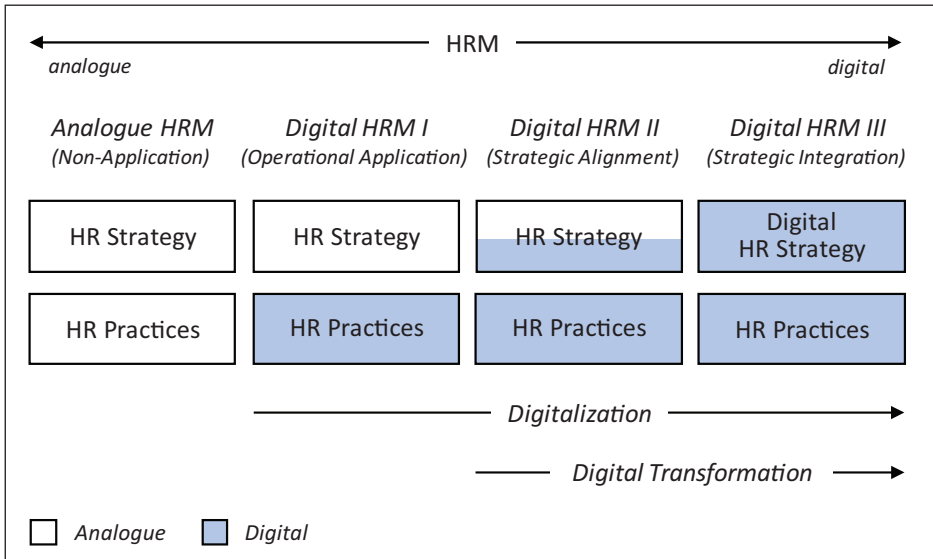 HRM
analogue
digital
Analogue HRM
(Non-Application)
Digital HRM I
(Operational Application)
Digital HRM II
(Strategic Alignment)
Digital HRM III
(Strategic Integration)
HR Strategy
HR Strategy
HR Strategy
Digital
HR Strategy
HR Practices
HR Practices
HR Practices
HR Practices
Digitalization
Digital Transformation
Analogue
Digital